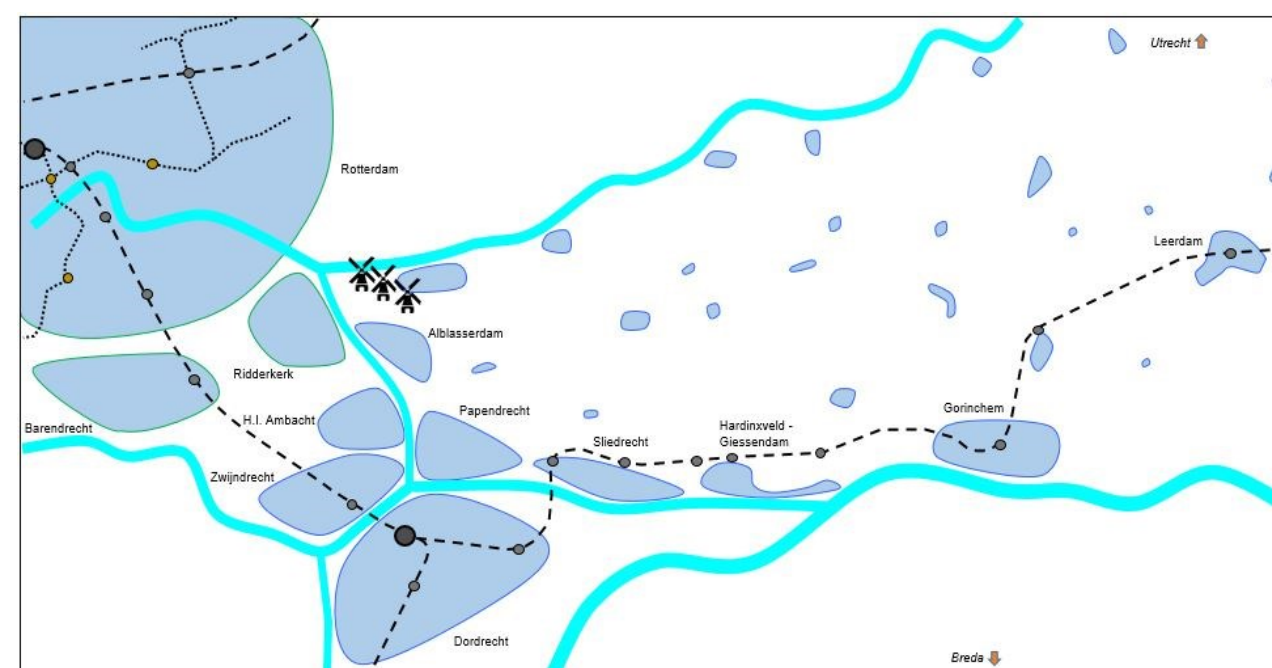 Utrecht
Rotterdam
Leerdam
Alblasserdam
Ridderkerk
H.I. Ambacht
Papendrecht
Gorinchem
Barendrecht
Sliedrecht
Hardinxveld -
Giessendam
Zwijndrecht
Dordrecht
Breda